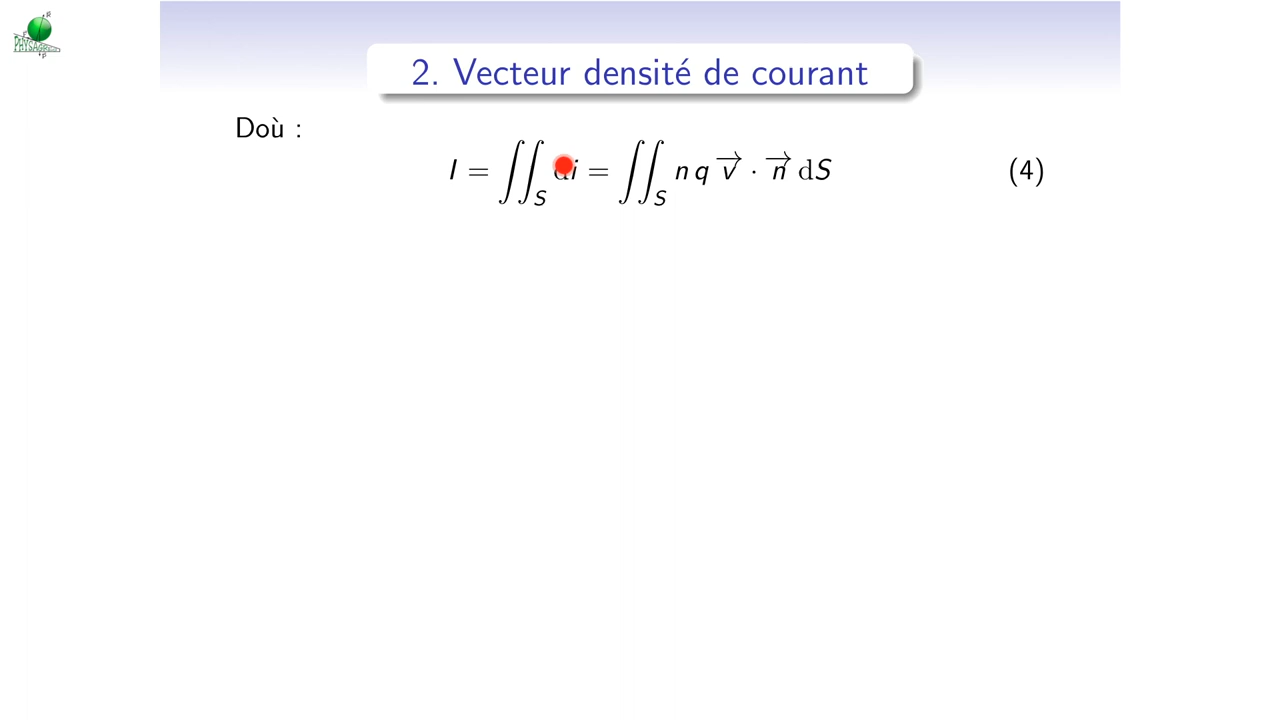 2. Vecteur densité de courant
Doù :
I = ∬_S di = ∬_S n q v⃗ · n⃗ dS (4)